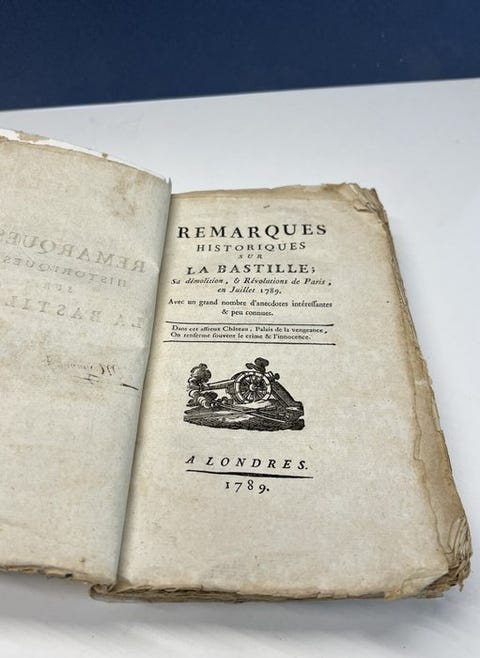 REMARQUES
HISTORIQUES
SUR
LA BASTILLE;
Sa démolition, & Révolutions de Paris,
en Juillet 1789.
Avec un grand nombre d'anecdotes intéressantes
& peu connues.
Dans cet affreux Château, Palais de la vengeance,
On renferme souvent le crime & l'innocence.
A LONDRES.
1789.